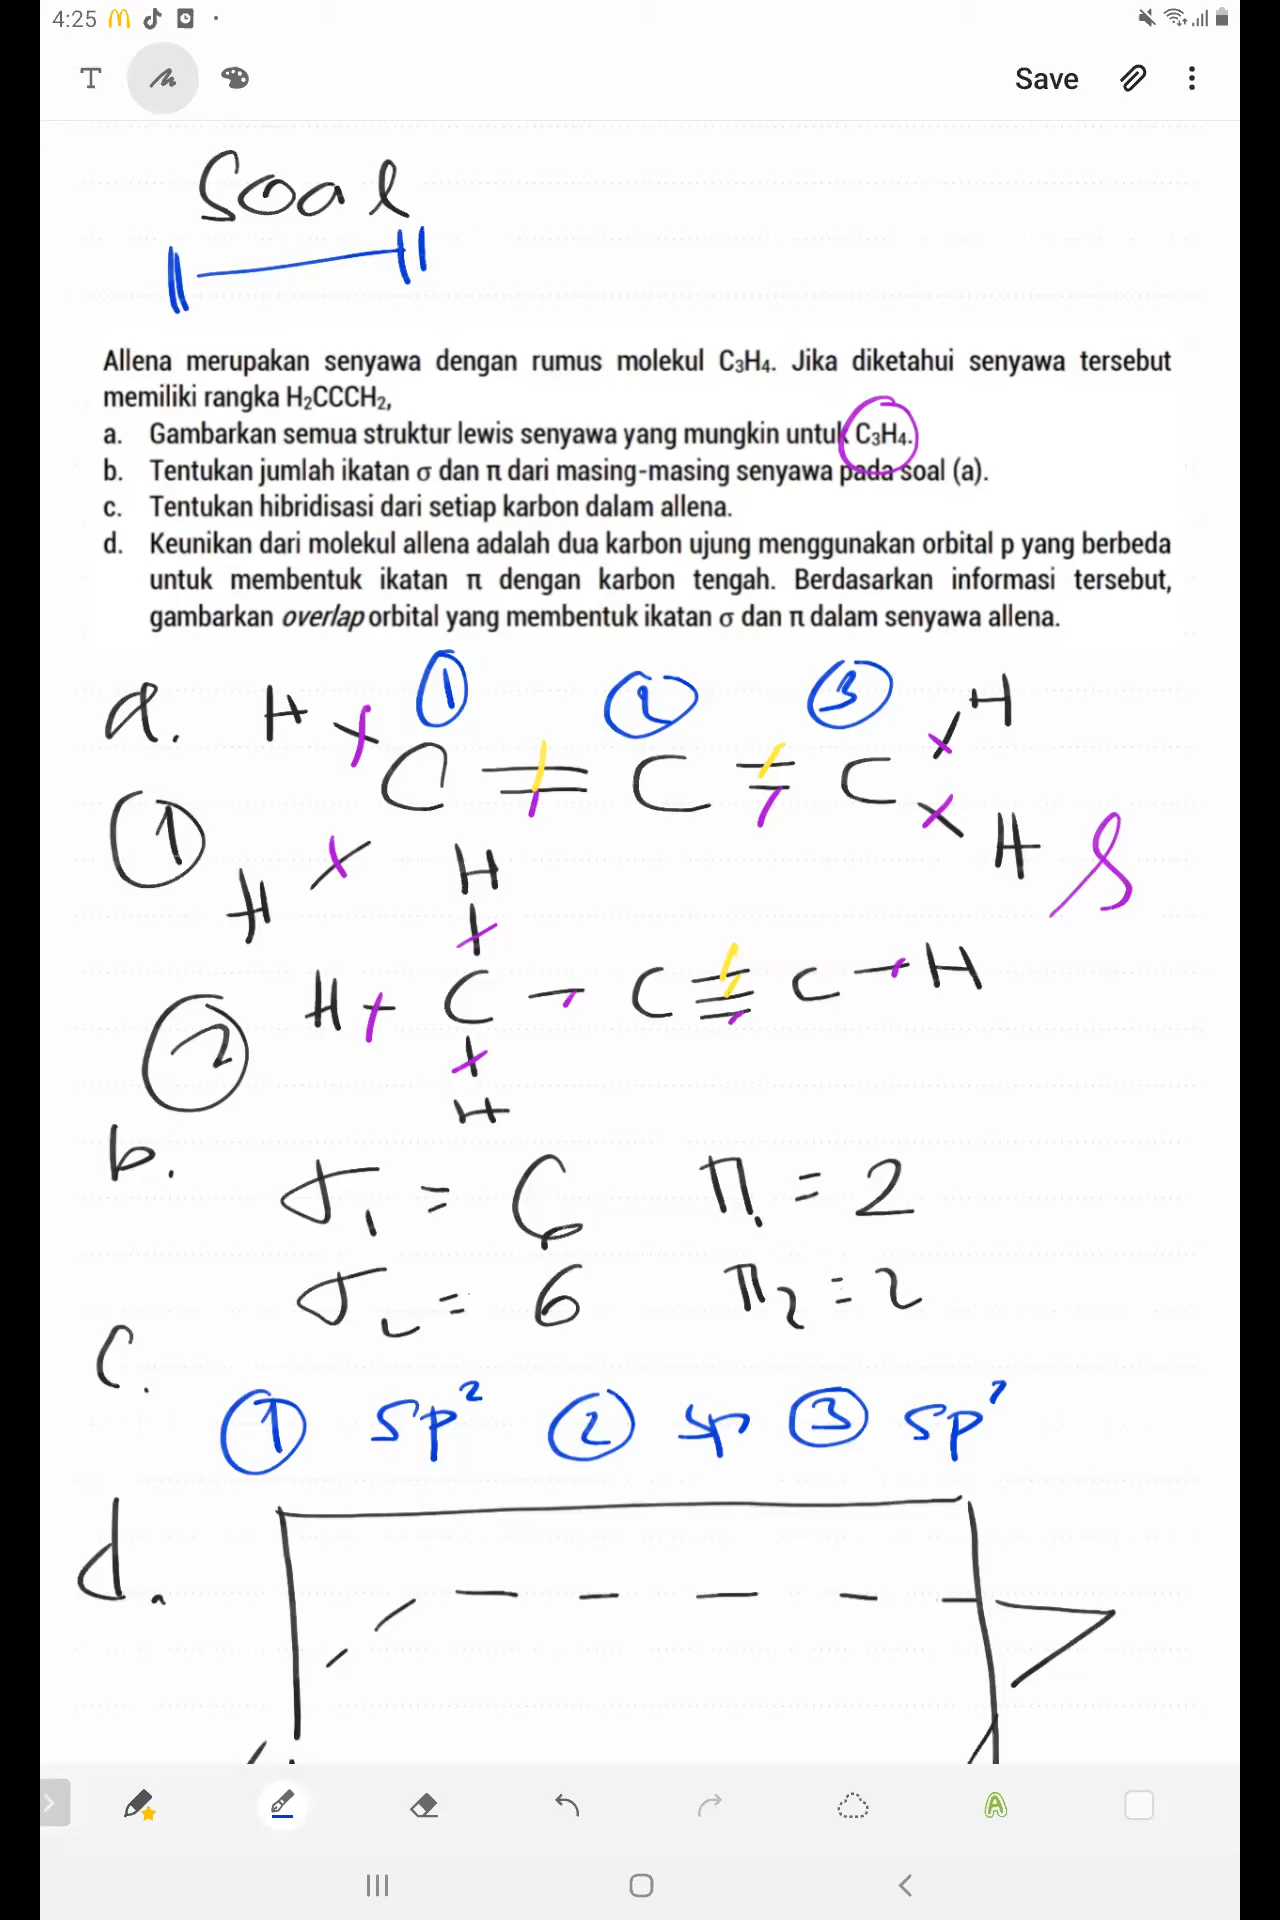 4:25
T
Save
Soal
Allena merupakan senyawa dengan rumus molekul C₃H₄. Jika diketahui senyawa tersebut
memiliki rangka H₂CCCH₂,
a. Gambarkan semua struktur lewis senyawa yang mungkin untuk C₃H₄.
b. Tentukan jumlah ikatan σ dan π dari masing-masing senyawa pada soal (a).
c. Tentukan hibridisasi dari setiap karbon dalam allena.
d. Keunikan dari molekul allena adalah dua karbon ujung menggunakan orbital p yang berbeda
untuk membentuk ikatan π dengan karbon tengah. Berdasarkan informasi tersebut,
gambarkan overlap orbital yang membentuk ikatan σ dan π dalam senyawa allena.
a. H ① ② ③ H
① C = C = C
H H H
② H - C - C ≡ C - H
H
b. σ₁ = 6 π₁ = 2
σ₂ = 6 π₂ = 2
c.
① sp² ② sp ③ sp²
d.
A